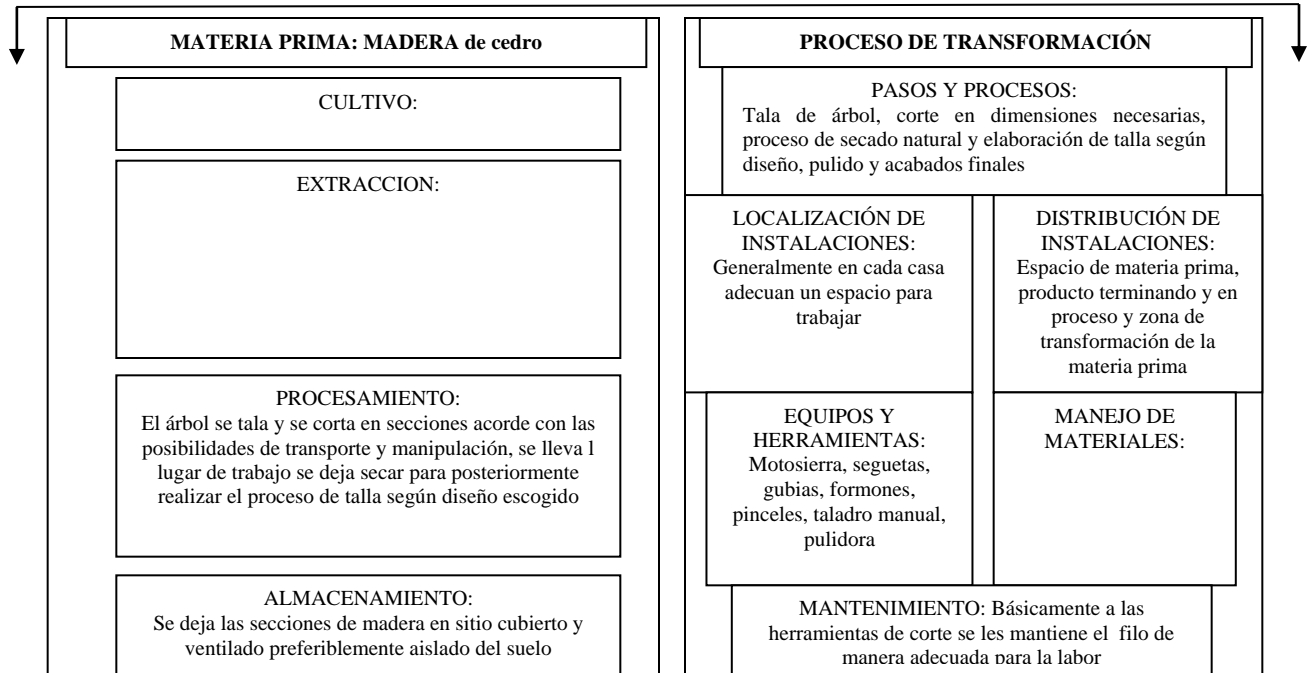 MATERIA PRIMA: MADERA de cedro
CULTIVO:
EXTRACCION:
PROCESAMIENTO:
El árbol se tala y se corta en secciones acorde con las
posibilidades de transporte y manipulación, se lleva l
lugar de trabajo se deja secar para posteriormente
realizar el proceso de talla según diseño escogido
ALMACENAMIENTO:
Se deja las secciones de madera en sitio cubierto y
ventilado preferiblemente aislado del suelo
PROCESO DE TRANSFORMACIÓN
PASOS Y PROCESOS:
Tala de árbol, corte en dimensiones necesarias,
proceso de secado natural y elaboración de talla según
diseño, pulido y acabados finales
LOCALIZACIÓN DE
INSTALACIONES:
Generalmente en cada casa
adecuan un espacio para
trabajar
DISTRIBUCIÓN DE
INSTALACIONES:
Espacio de materia prima,
producto terminando y en
proceso y zona de
transformación de la
materia prima
EQUIPOS Y
HERRAMIENTAS:
Motosierra, seguetas,
gubias, formones,
pinceles, taladro manual,
pulidora
MANEJO DE
MATERIALES:
MANTENIMIENTO: Básicamente a las
herramientas de corte se les mantiene el filo de
manera adecuada para la labor